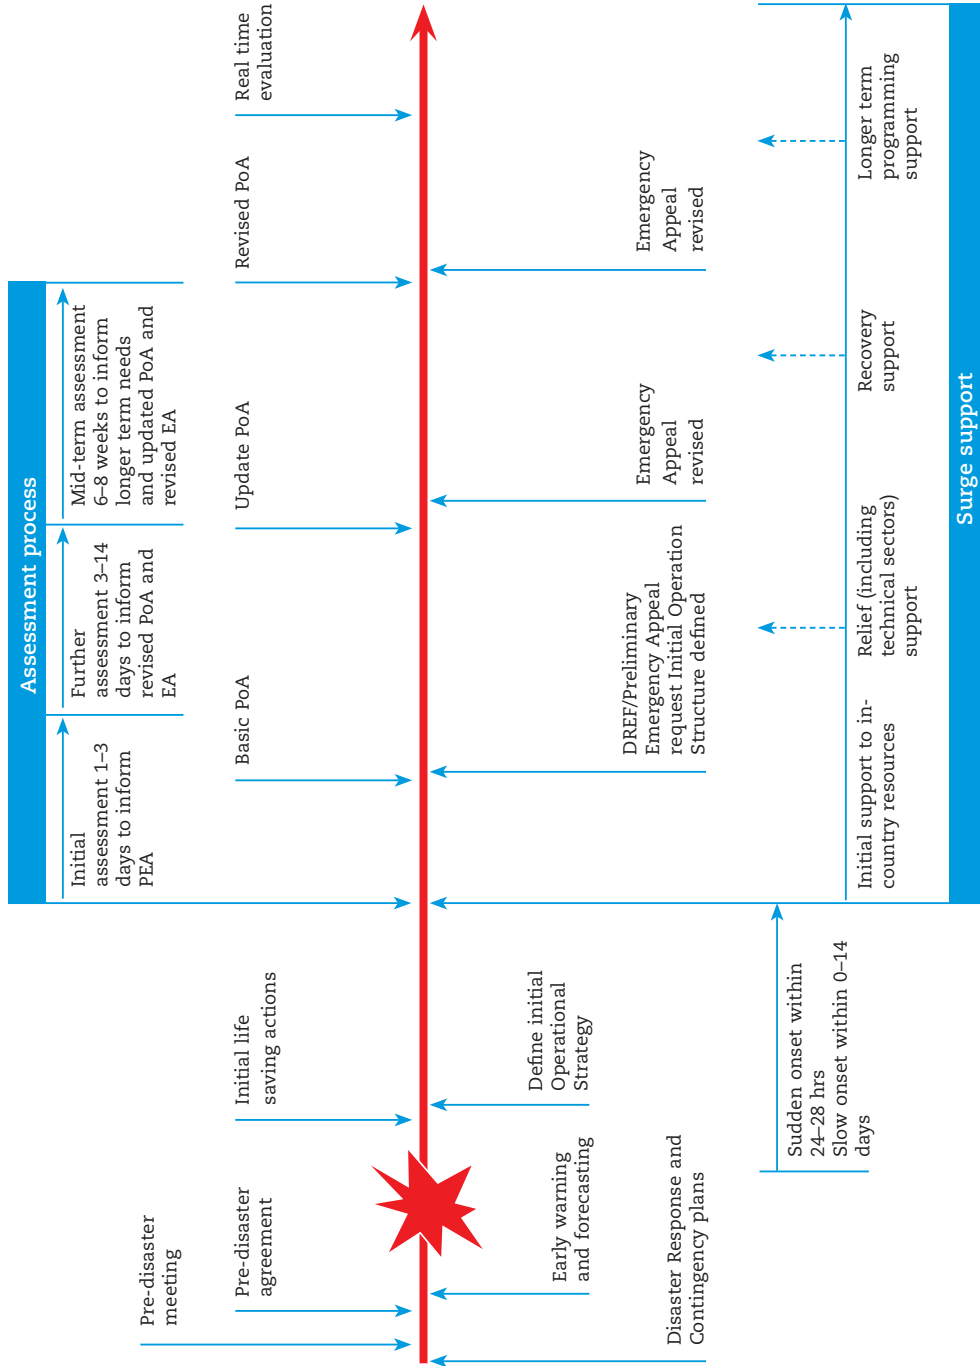 Assessment process
Initial
assessment 1–3
days to inform
PEA
Further
assessment 3–14
days to inform
revised PoA and
EA
Mid-term assessment
6–8 weeks to inform
longer term needs
and updated PoA and
revised EA
Pre-disaster
meeting
Pre-disaster
agreement
Initial life
saving actions
Basic PoA
Update PoA
Revised PoA
Real time
evaluation
Early warning
and forecasting
Define initial
Operational
Strategy
Disaster Response and
Contingency plans
DREF/Preliminary
Emergency Appeal
request Initial Operation
Structure defined
Emergency
Appeal
revised
Emergency
Appeal
revised
Sudden onset within
24–28 hrs
Slow onset within 0–14
days
Initial support to in-
country resources
Relief (including
technical sectors)
support
Recovery
support
Longer term
programming
support
Surge support